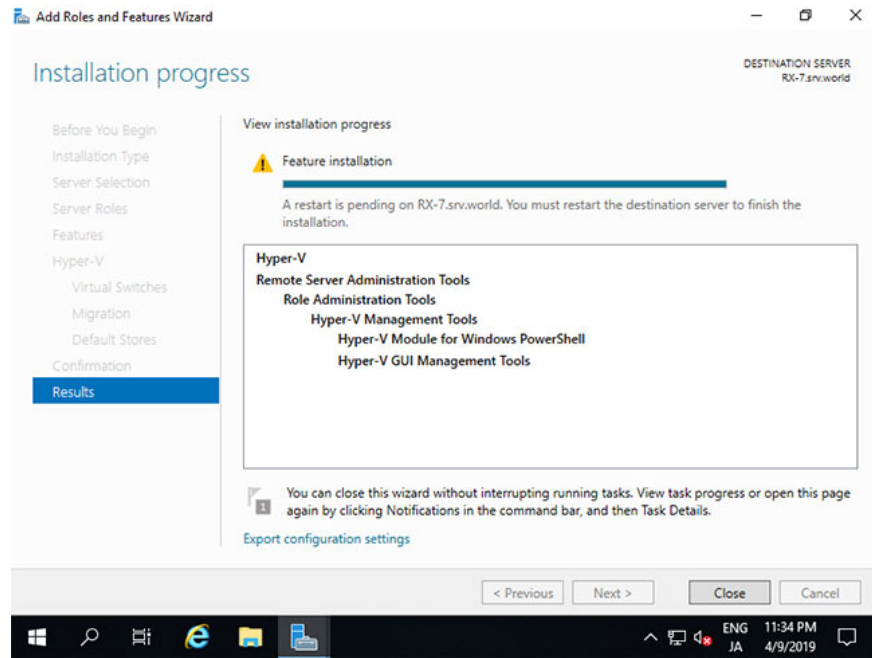 Add Roles and Features Wizard
Installation progress
DESTINATION SERVER
RX-7.srv.world
Before You Begin
Installation Type
Server Selection
Server Roles
Features
Hyper-V
Virtual Switches
Migration
Default Stores
Confirmation
Results
View installation progress
Feature installation
A restart is pending on RX-7.srv.world. You must restart the destination server to finish the
installation.
Hyper-V
Remote Server Administration Tools
Role Administration Tools
Hyper-V Management Tools
Hyper-V Module for Windows PowerShell
Hyper-V GUI Management Tools
1
You can close this wizard without interrupting running tasks. View task progress or open this page
again by clicking Notifications in the command bar, and then Task Details.
Export configuration settings
< Previous
Next >
Close
Cancel
ENG
JA
11:34 PM
4/9/2019